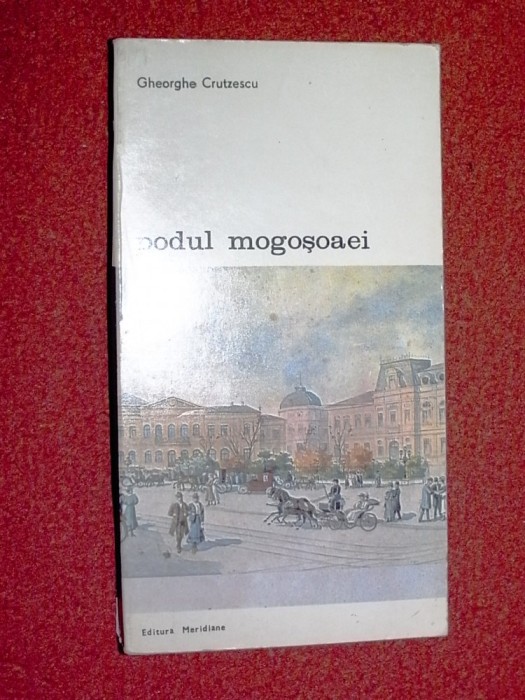 Gheorghe Crutzescu
podul mogoșoaei
Editura Meridiane